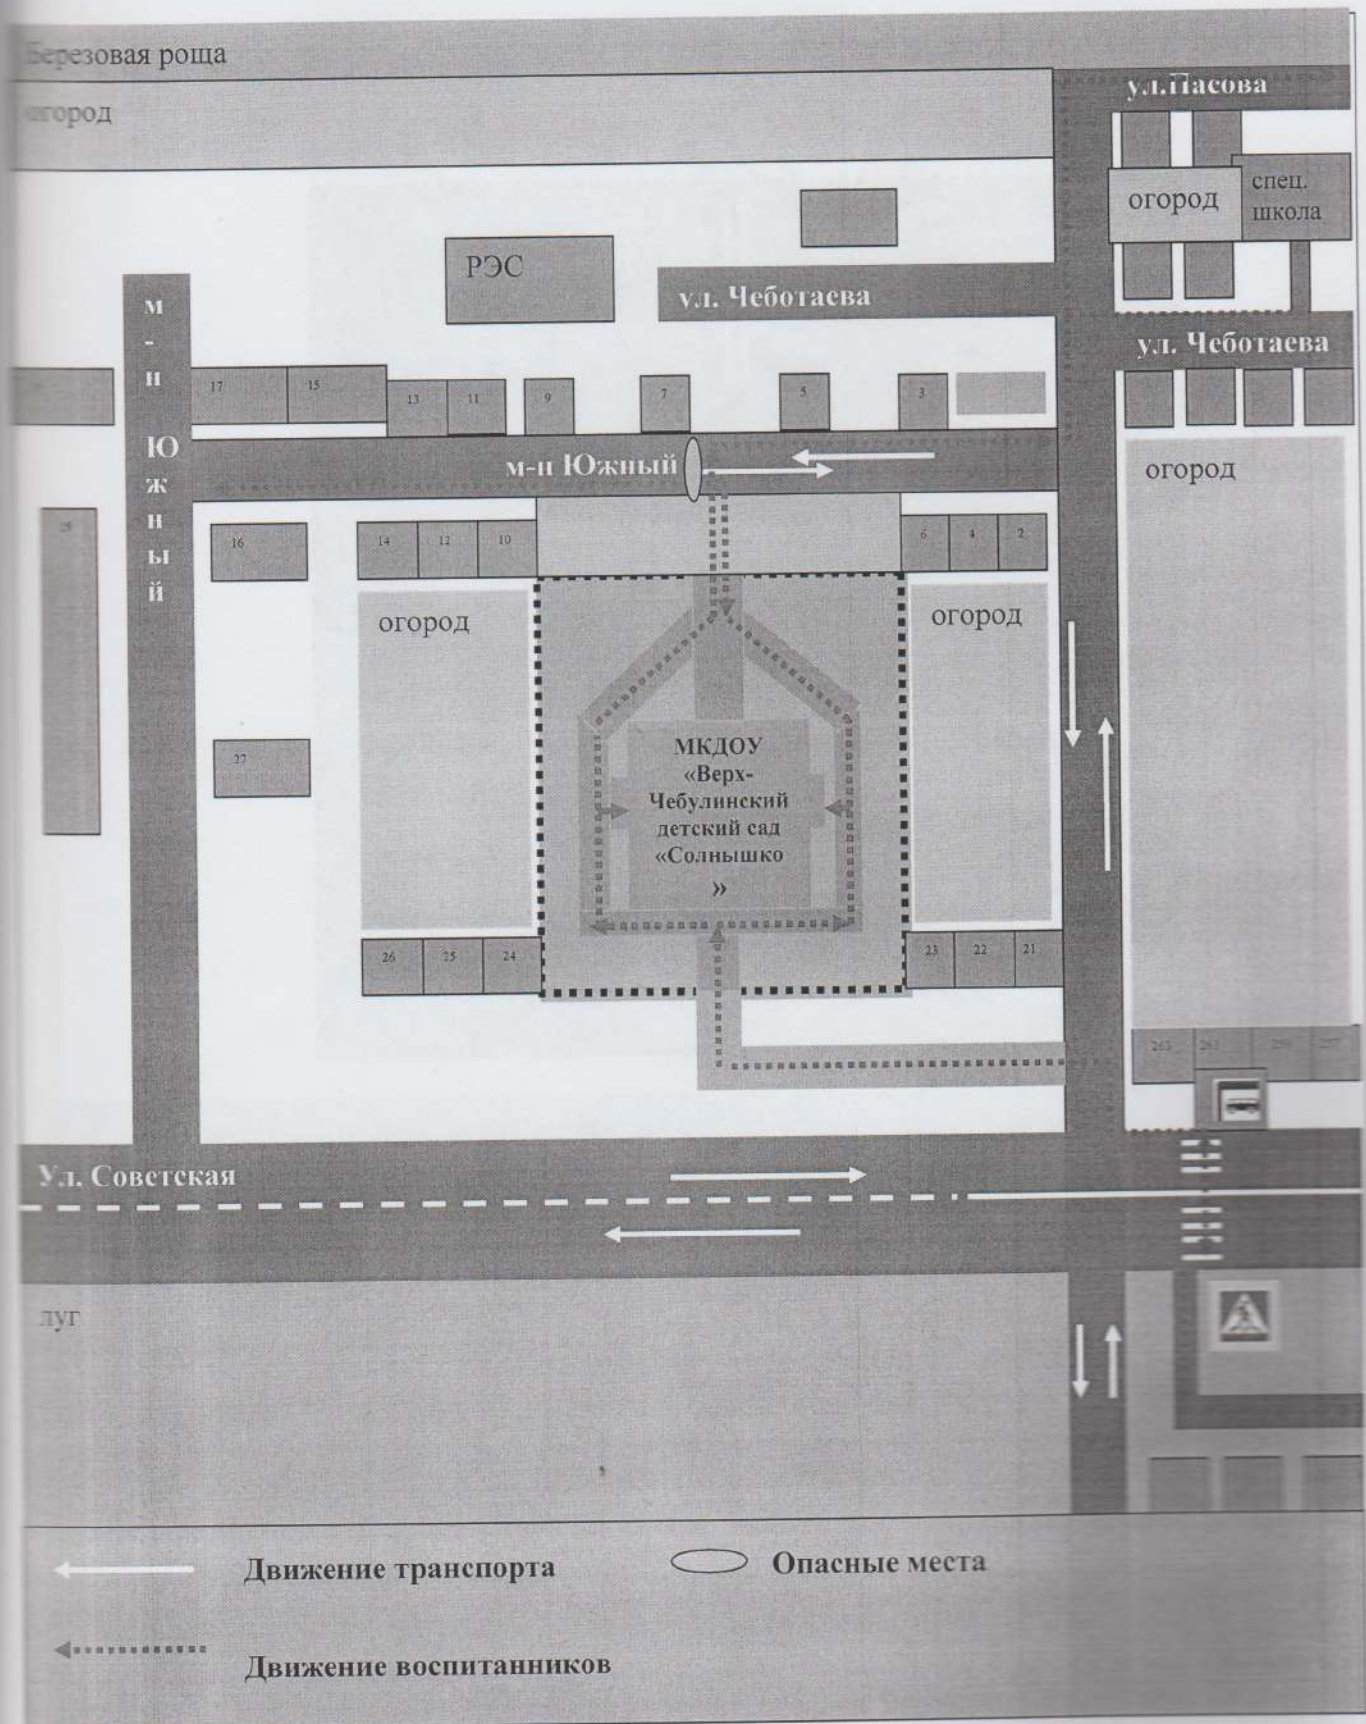 Березовая роща
огород
ул.Пасова
огород
спец.
школа
РЭС
ул. Чеботаева
ул. Чеботаева
м
-
н
Ю
ж
н
ы
й
17
15
13
11
9
7
5
3
м-н Южный
огород
16
14
12
10
6
4
2
огород
огород
27
МКДОУ
«Верх-
Чебулинский
детский сад
«Солнышко
»
26
25
24
23
22
21
263
261
Ул. Советская
луг
Движение транспорта
Опасные места
Движение воспитанников